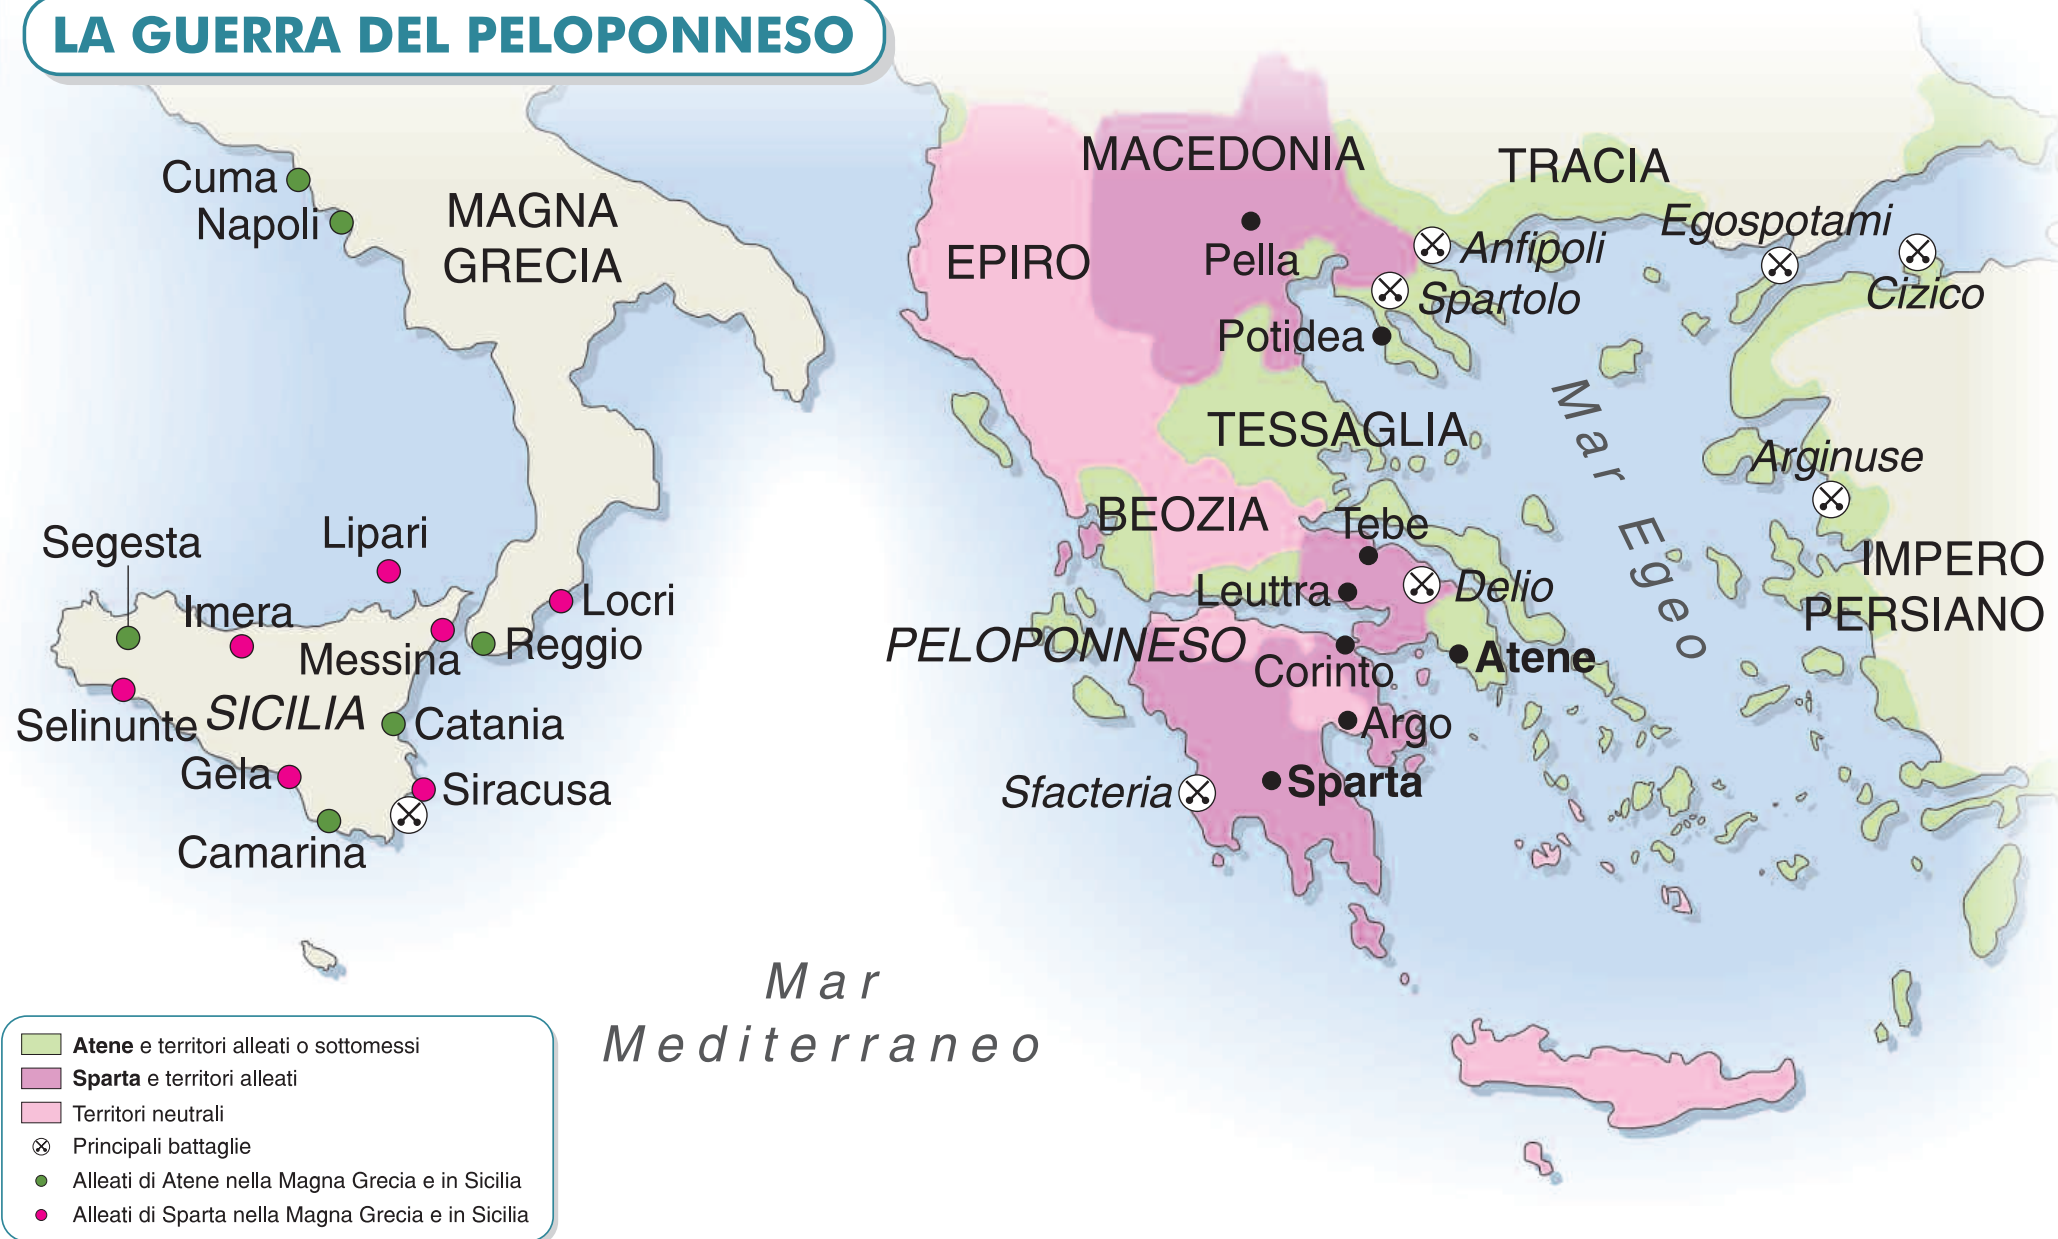 LA GUERRA DEL PELOPONNESO
Cuma
Napoli
MAGNA
GRECIA
Segesta
Lipari
Imera
Messina
Locri
Reggio
Selinunte
SICILIA
Catania
Gela
Siracusa
Camarina
MACEDONIA
TRACIA
EPIRO
Pella
Anfipoli
Egospotami
Cizico
Spartolo
Potidea
TESSAGLIA
Mar Egeo
Arginuse
BEOZIA
Tebe
Leuttra
Delio
IMPERO
PERSIANO
PELOPONNESO
Corinto
Atene
Argo
Sfacteria
Sparta
Mar
Mediterraneo
Atene e territori alleati o sottomessi
Sparta e territori alleati
Territori neutrali
Principali battaglie
Alleati di Atene nella Magna Grecia e in Sicilia
Alleati di Sparta nella Magna Grecia e in Sicilia